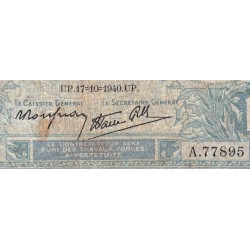 UP.17=10=1940.UP.
LE CAISSIER GÉNÉRAL LE SECRÉTAIRE GÉNÉRAL
A.77895
LE CONTREFACTEUR SERA
PUNI DES TRAVAUX FORCÉS
À PERPÉTUITÉ